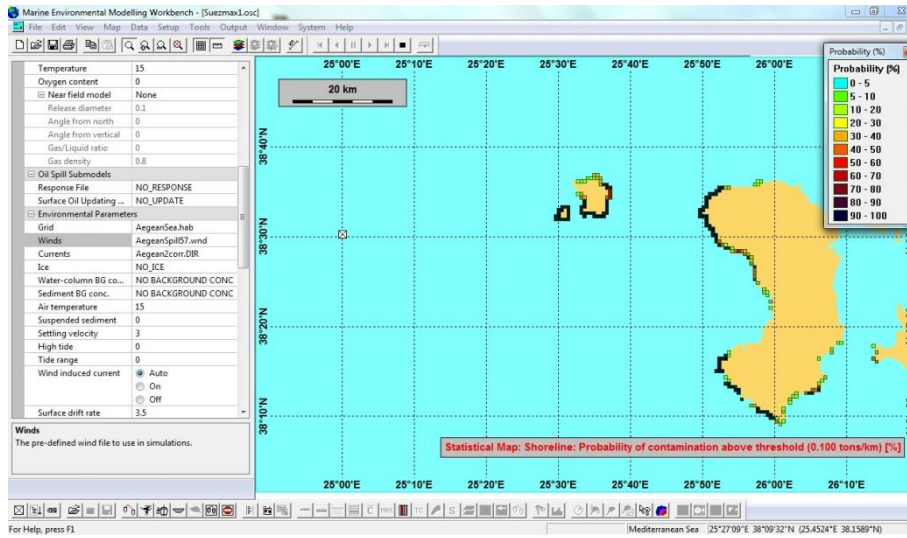 Marine Environmental Modelling Workbench - [Suezmax1.osc]
File Edit View Map Data Setup Tools Output Window System Help
Temperature 15
Oxygen content 0
Near field model None
Release diameter 0.1
Angle from north 0
Angle from vertical 0
Gas/Liquid ratio 0
Gas density 0.8
Oil Spill Submodels
Response File NO_RESPONSE
Surface Oil Updating ... NO_UPDATE
Environmental Parameters
Grid AegeanSea.hab
Winds AegeanSpill57.wnd
Currents Aegean2corr.DIR
Ice NO_ICE
Water-column BG co... NO BACKGROUND CONC
Sediment BG conc. NO BACKGROUND CONC
Air temperature 15
Suspended sediment 0
Settling velocity 3
High tide 0
Tide range 0
Wind induced current Auto
On
Off
Surface drift rate 3.5
Winds
The pre-defined wind file to use in simulations.
25°00'E 25°10'E 25°20'E 25°30'E 25°40'E 25°50'E 26°00'E
20 km
38°40'N
38°30'N
38°20'N
38°10'N
Probability (%)
Probability (%)
0 - 5
5 - 10
10 - 20
20 - 30
30 - 40
40 - 50
50 - 60
60 - 70
70 - 80
80 - 90
90 - 100
Statistical Map: Shoreline: Probability of contamination above threshold (0.100 tons/km) [%]
25°00'E 25°10'E 25°20'E 25°30'E 25°40'E 25°50'E 26°00'E 26°10'E
For Help, press F1
Mediterranean Sea 25°27'09"E 38°09'32"N (25.4524°E 38.1589°N)